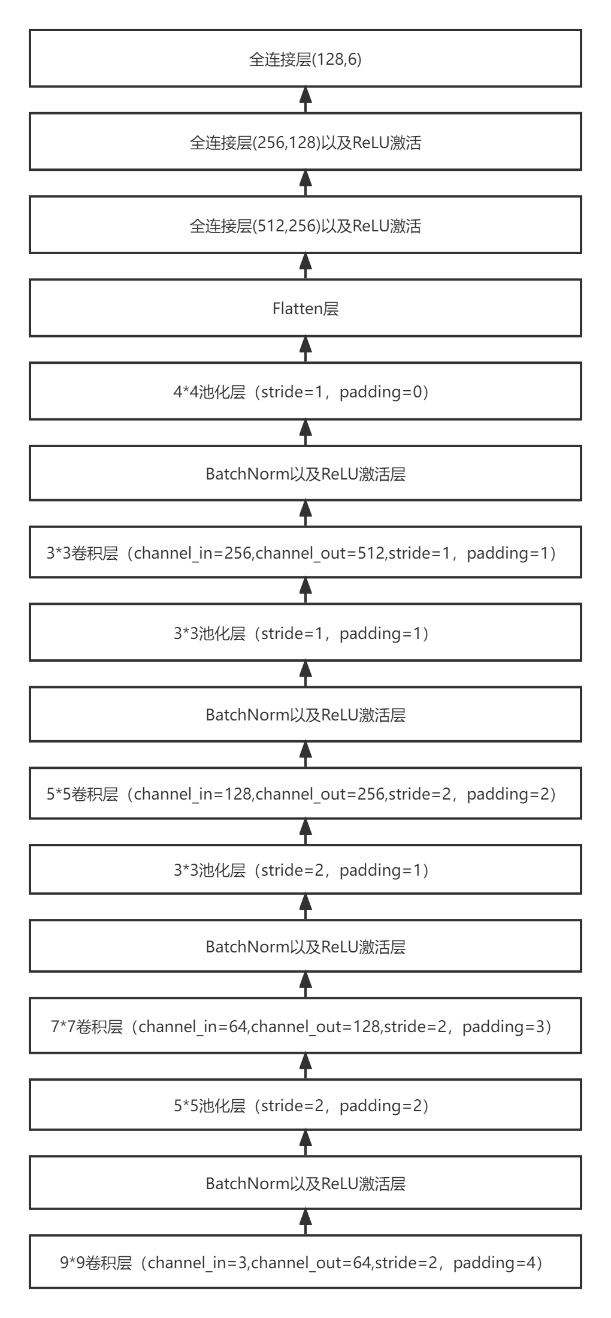 全连接层(128,6)
全连接层(256,128)以及ReLU激活
全连接层(512,256)以及ReLU激活
Flatten层
4*4池化层（stride=1，padding=0）
BatchNorm以及ReLU激活层
3*3卷积层（channel_in=256,channel_out=512,stride=1，padding=1）
3*3池化层（stride=1，padding=1）
BatchNorm以及ReLU激活层
5*5卷积层（channel_in=128,channel_out=256,stride=2，padding=2）
3*3池化层（stride=2，padding=1）
BatchNorm以及ReLU激活层
7*7卷积层（channel_in=64,channel_out=128,stride=2，padding=3）
5*5池化层（stride=2，padding=2）
BatchNorm以及ReLU激活层
9*9卷积层（channel_in=3,channel_out=64,stride=2，padding=4）